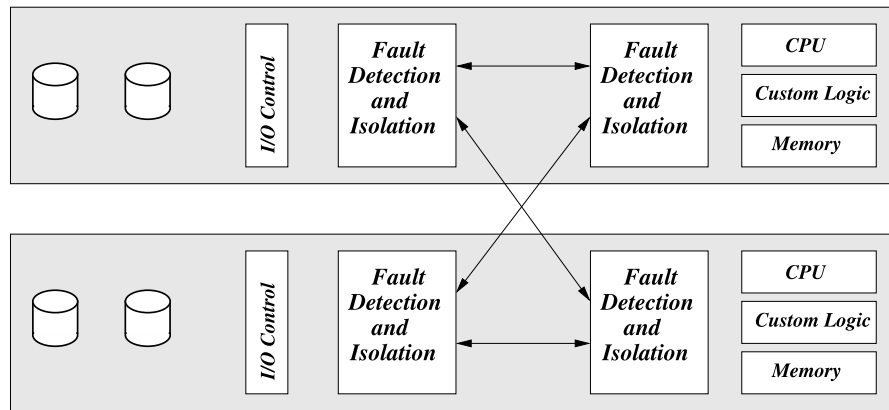 I/O Control
Fault
Detection
and
Isolation
Fault
Detection
and
Isolation
CPU
Custom Logic
Memory
I/O Control
Fault
Detection
and
Isolation
Fault
Detection
and
Isolation
CPU
Custom Logic
Memory